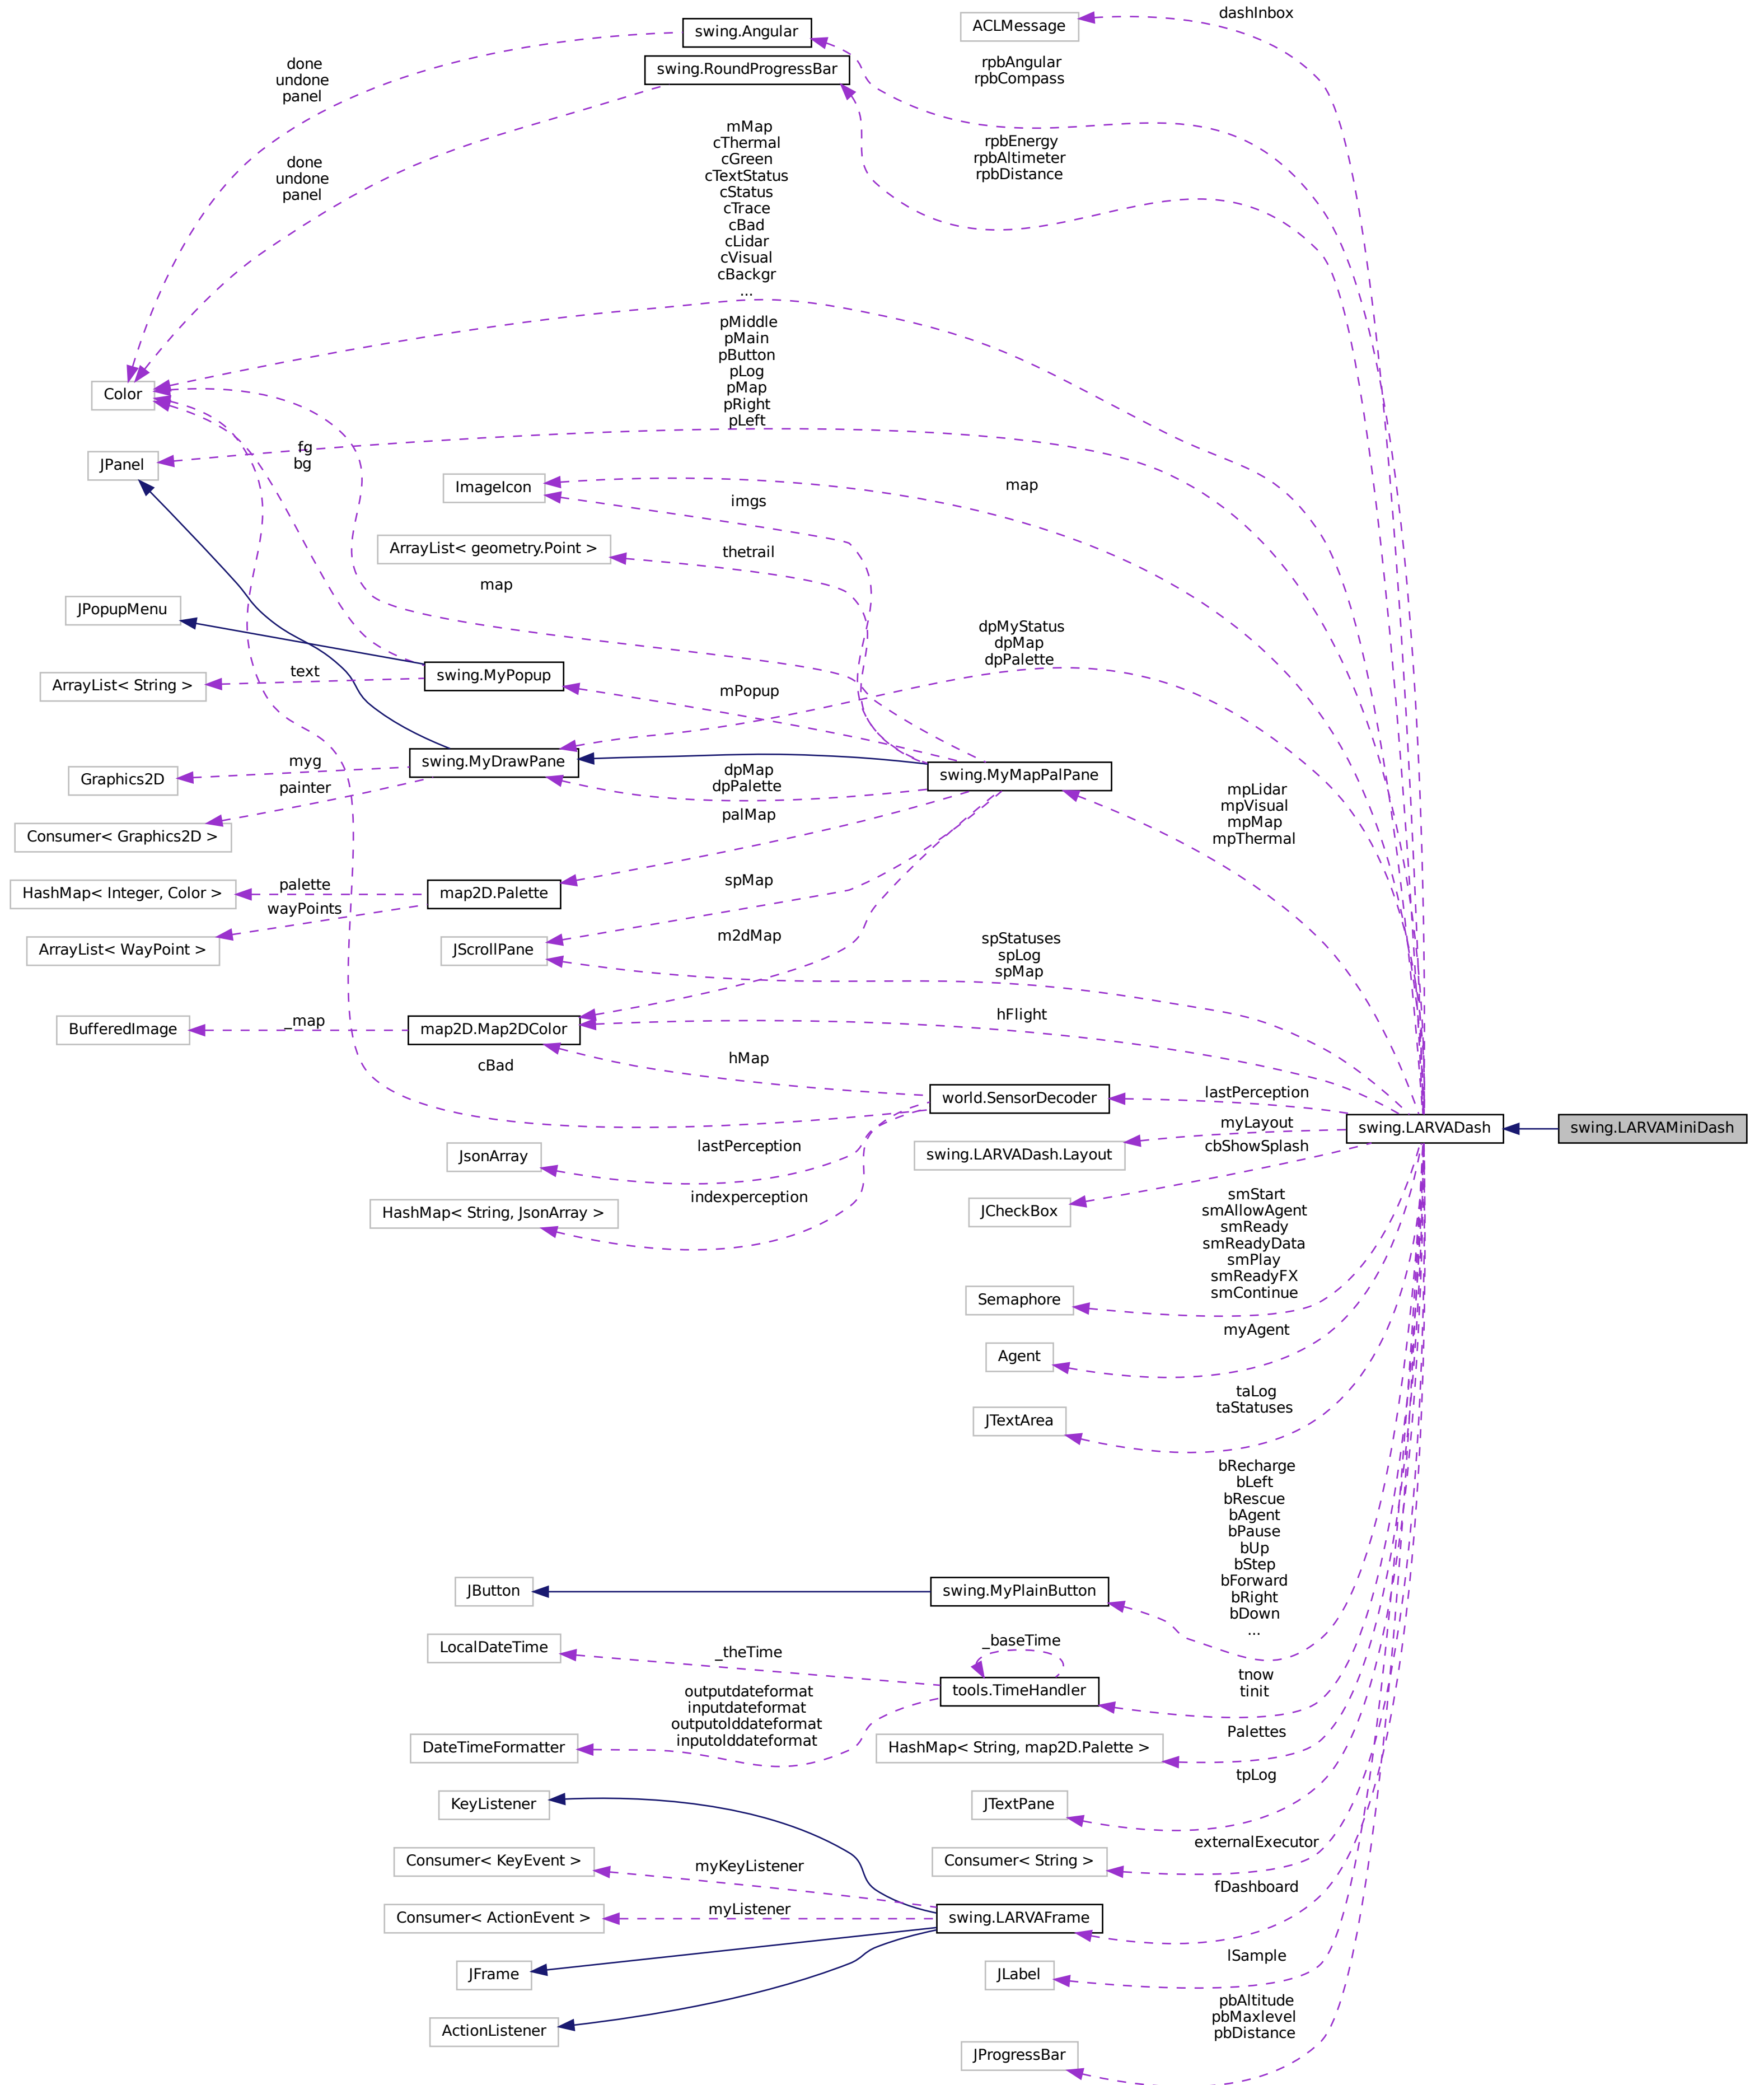 dashInbox
swing.Angular
ACLMessage
done
undone
panel
rpbAngular
rpbCompass
swing.RoundProgressBar
mMap
cThermal
cGreen
cTextStatus
cStatus
cTrace
cBad
cLidar
cVisual
cBackgr
...
rpbEnergy
rpbAltimeter
rpbDistance
done
undone
panel
pMiddle
pMain
pButton
pLog
pMap
pRight
pLeft
Color
fg
bg
JPanel
ImageIcon
map
imgs
ArrayList< geometry.Point >
thetrail
map
JPopupMenu
dpMyStatus
dpMap
dpPalette
ArrayList< String >
text
swing.MyPopup
mPopup
Graphics2D
myg
swing.MyDrawPane
dpMap
dpPalette
swing.MyMapPalPane
painter
mpLidar
mpVisual
mpMap
mpThermal
Consumer< Graphics2D >
palMap
HashMap< Integer, Color >
palette
map2D.Palette
spMap
wayPoints
ArrayList< WayPoint >
JScrollPane
m2dMap
spStatuses
spLog
spMap
BufferedImage
_map
map2D.Map2DColor
hFlight
cBad
hMap
world.SensorDecoder
lastPerception
myLayout
swing.LARVADash
swing.LARVAMiniDash
JsonArray
lastPerception
swing.LARVADash.Layout
cbShowSplash
HashMap< String, JsonArray >
indexperception
JCheckBox
smStart
smAllowAgent
smReady
smReadyData
smPlay
smReadyFX
smContinue
Semaphore
myAgent
Agent
taLog
taStatuses
JTextArea
bRecharge
bLeft
bRescue
bAgent
bPause
bUp
bStep
bForward
bRight
bDown
...
JButton
swing.MyPlainButton
LocalDateTime
_theTime
_baseTime
tools.TimeHandler
tnow
tinit
outputdateformat
inputdateformat
outputolddateformat
inputolddateformat
DateTimeFormatter
HashMap< String, map2D.Palette >
Palettes
KeyListener
JTextPane
tpLog
Consumer< KeyEvent >
myKeyListener
Consumer< String >
externalExecutor
Consumer< ActionEvent >
myListener
swing.LARVAFrame
fDashboard
JFrame
JLabel
lSample
ActionListener
pbAltitude
pbMaxlevel
pbDistance
JProgressBar